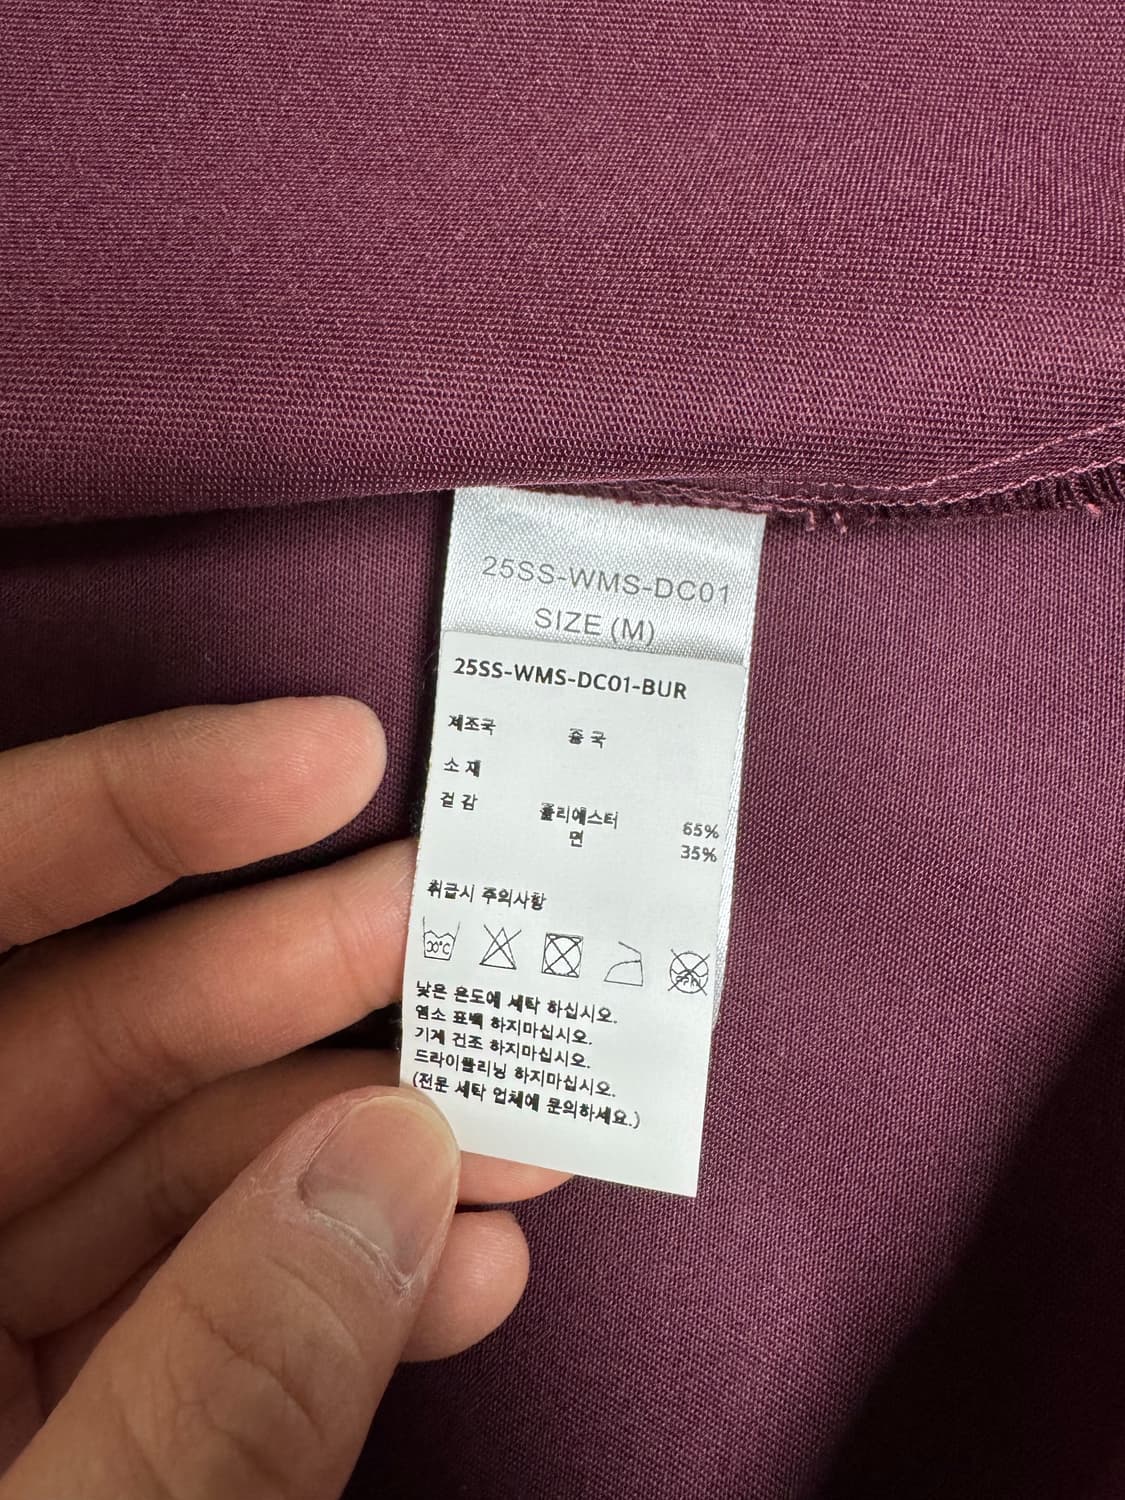 25SS-WMS-DC01
SIZE (M)
25SS-WMS-DC01-BUR
제조국 중 국
소 재
겉 감 폴리에스터 65%
면 35%
취급시 주의사항
30°C
낮은 온도에 세탁 하십시오.
염소 표백 하지마십시오.
기계 건조 하지마십시오.
드라이클리닝 하지마십시오.
(전문 세탁 업체에 문의하세요.)